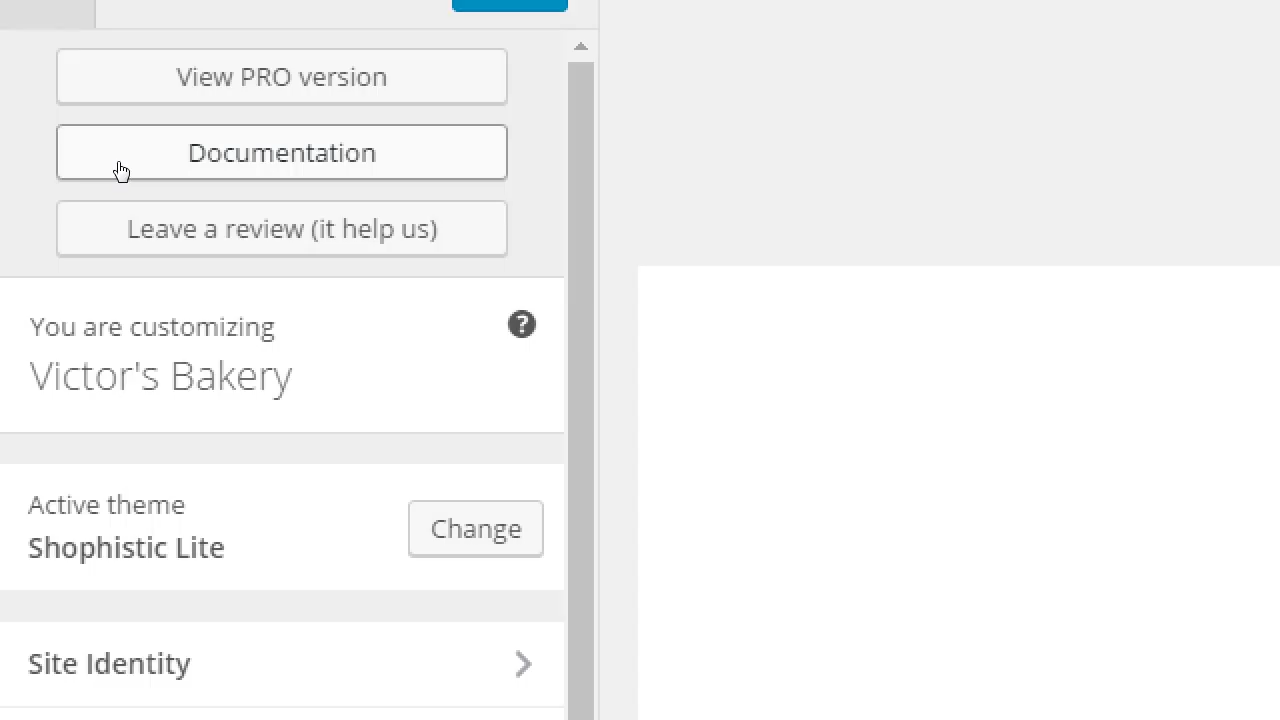 View PRO version
Documentation
Leave a review (it help us)
You are customizing
Victor's Bakery
Active theme
Shophistic Lite
Change
Site Identity